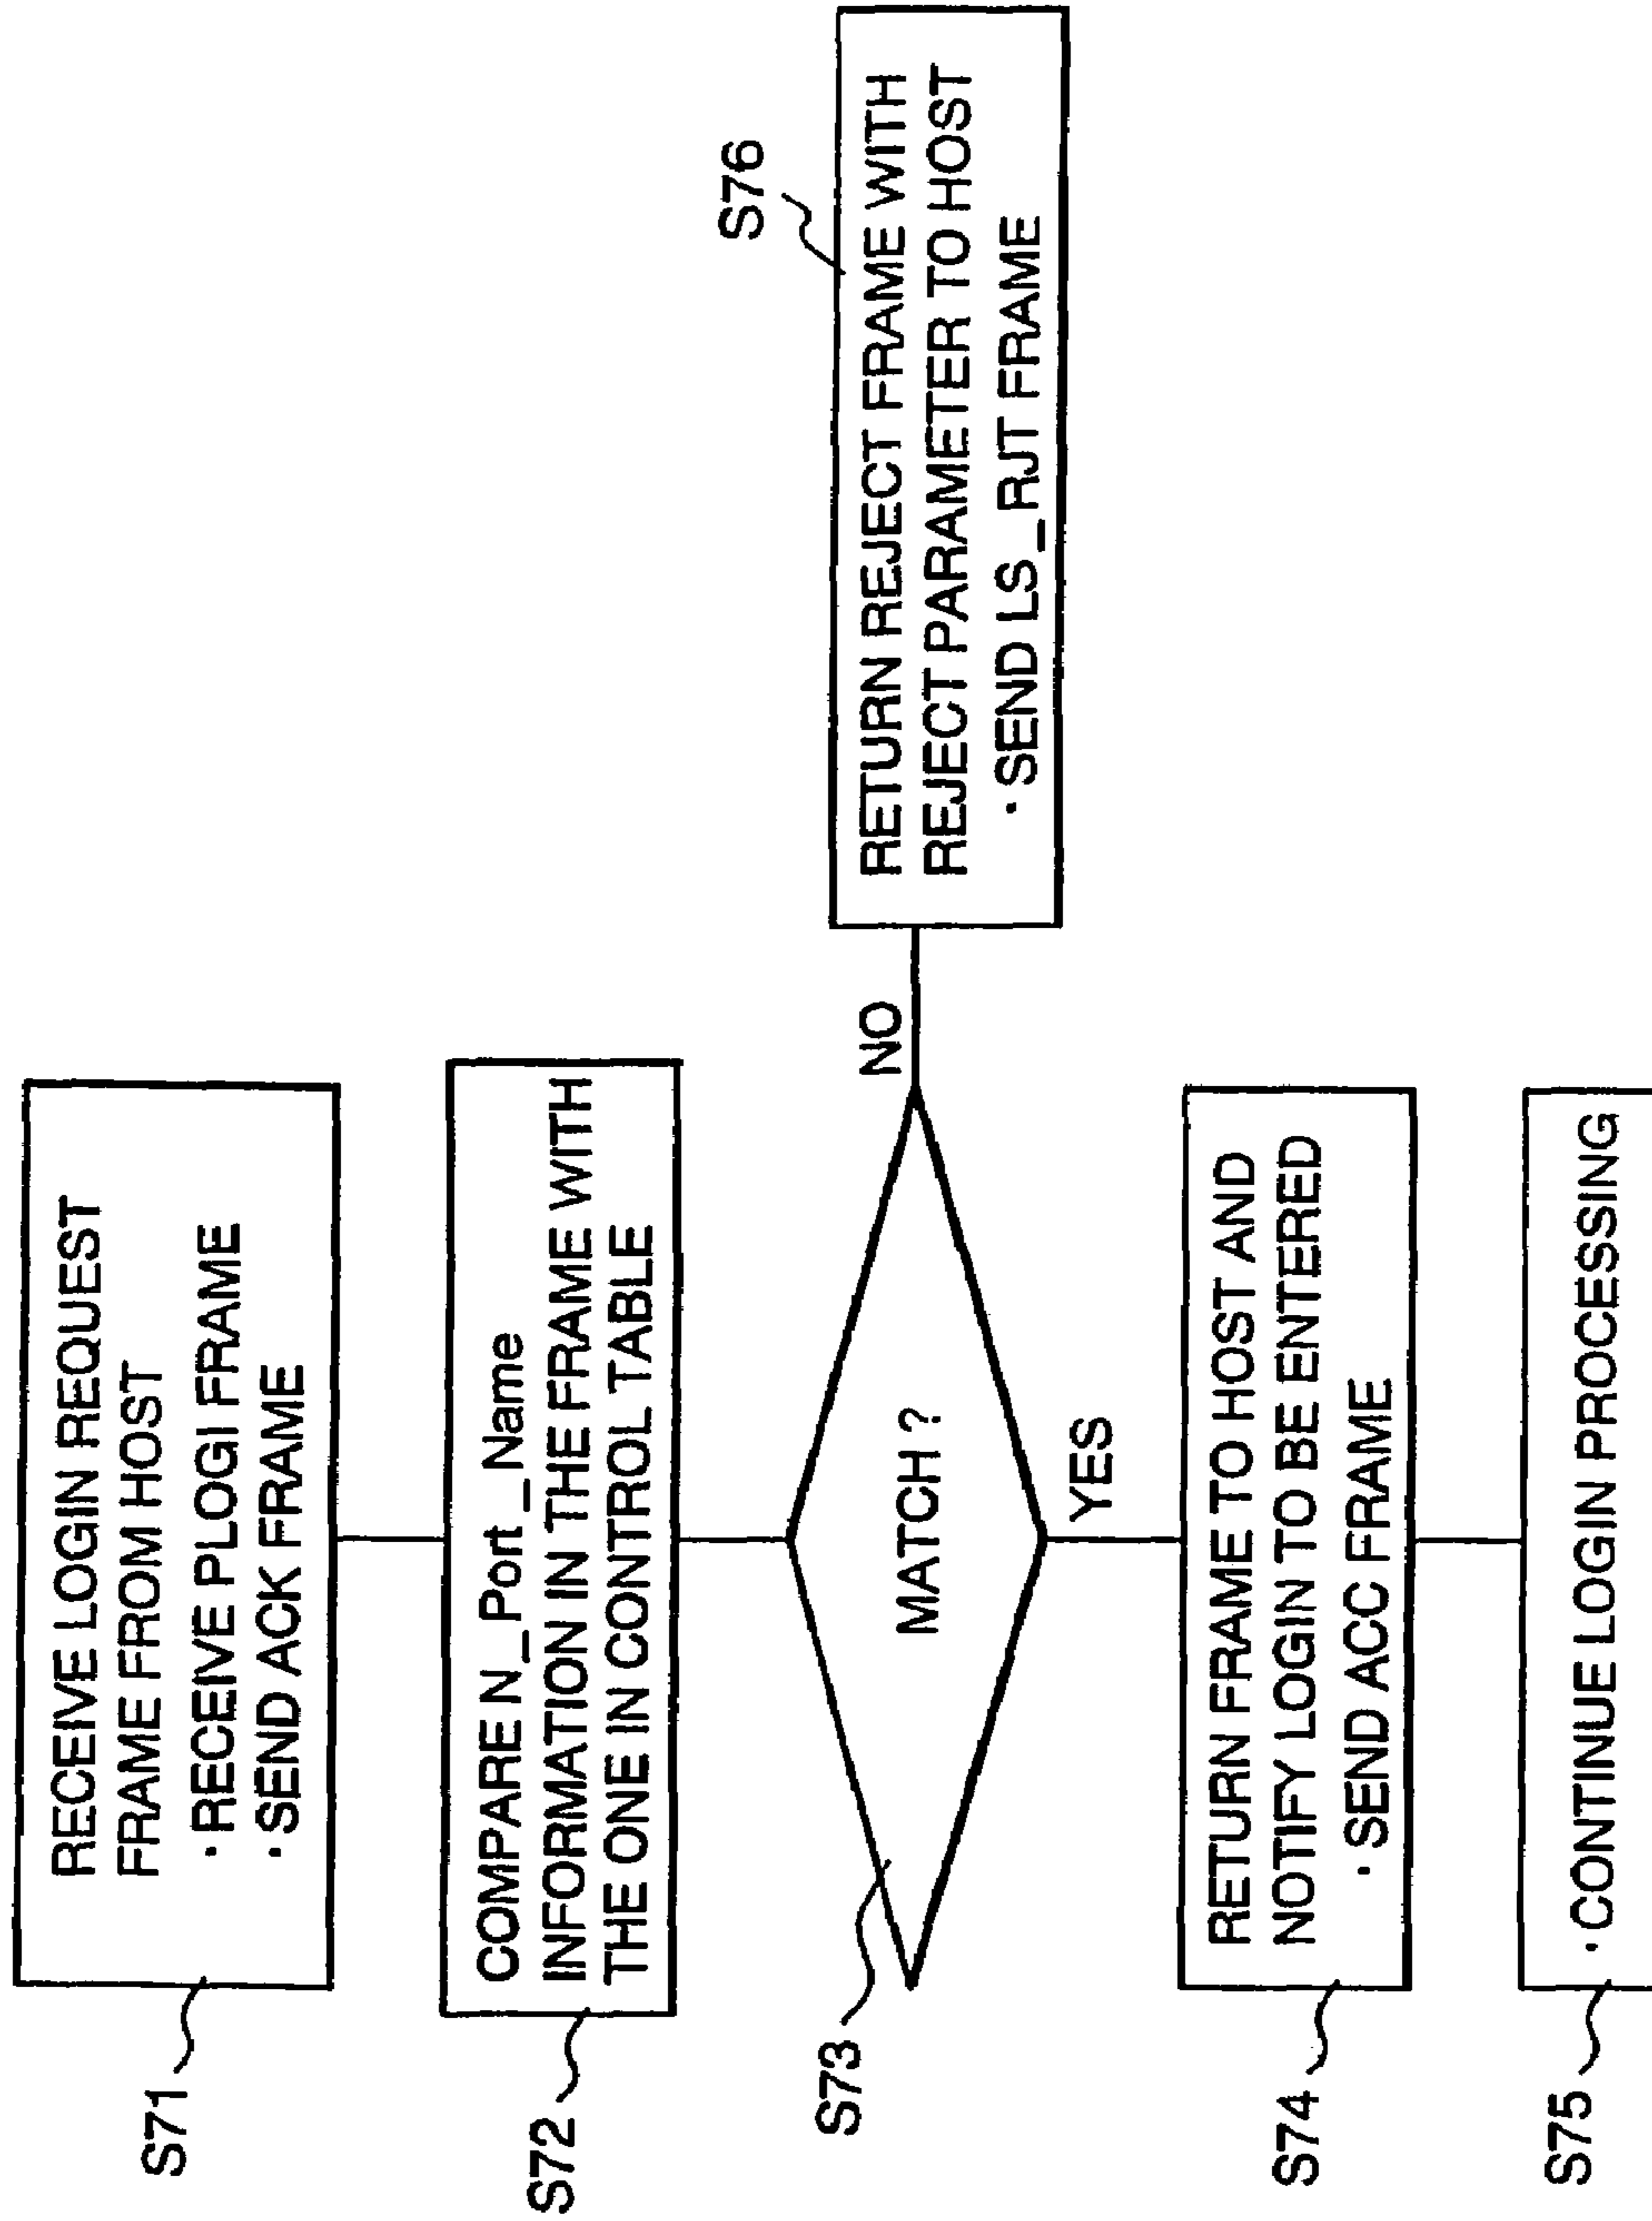 S71
RECEIVE LOGIN REQUEST
FRAME FROM HOST
· RECEIVE PLOGI FRAME
· SEND ACK FRAME
S72
COMPARE N_Port_Name
INFORMATION IN THE FRAME WITH
THE ONE IN CONTROL TABLE
S73
MATCH ?
NO
S76
RETURN REJECT FRAME WITH
REJECT PARAMETER TO HOST
· SEND LS_RJT FRAME
YES
S74
RETURN FRAME TO HOST AND
NOTIFY LOGIN TO BE ENTERED
· SEND ACC FRAME
S75
· CONTINUE LOGIN PROCESSING